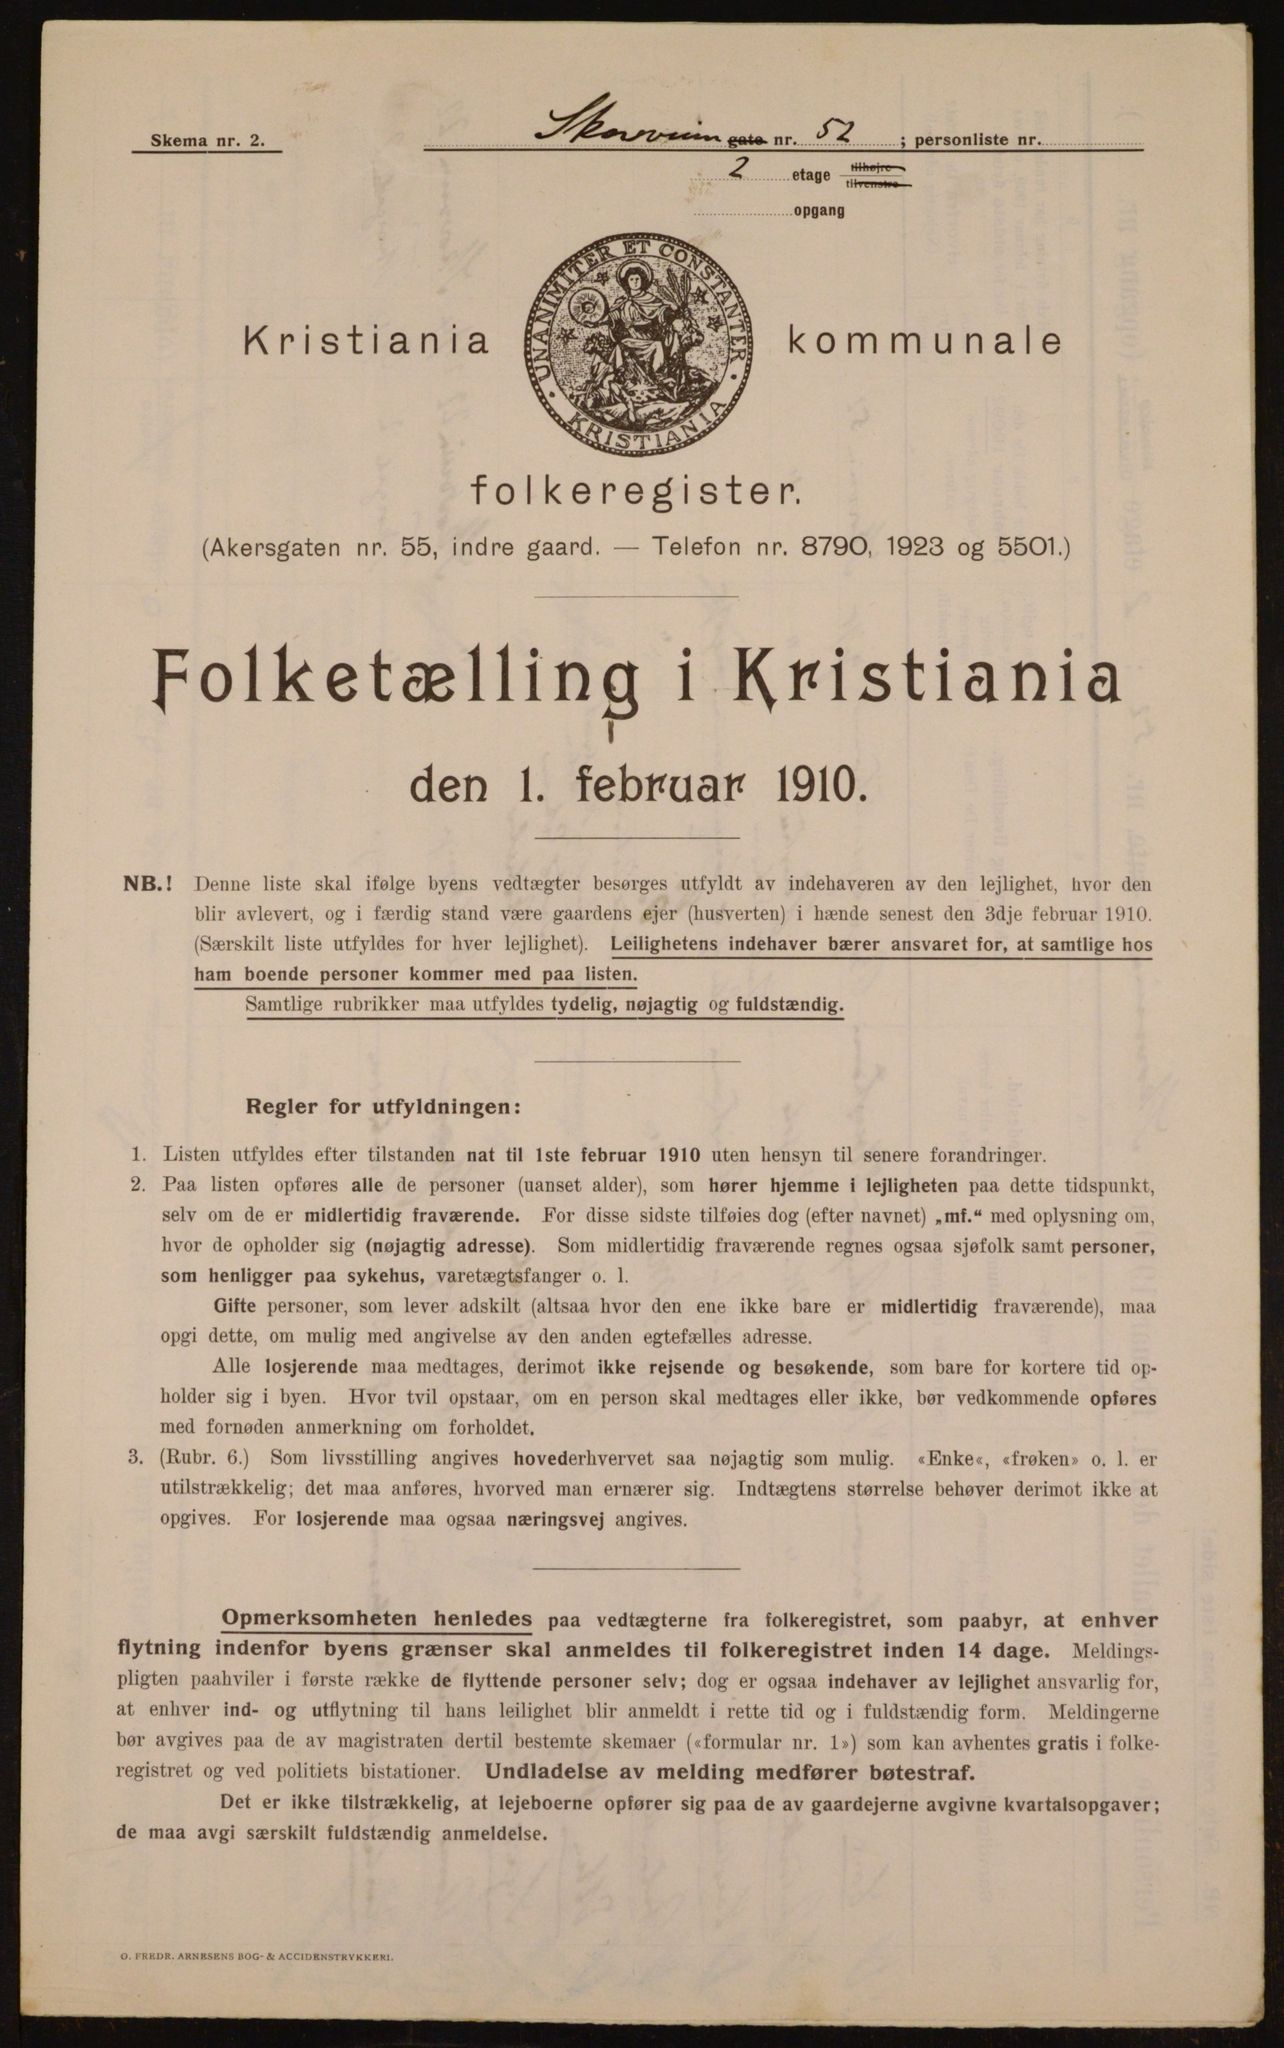 Skema nr. 2.
Skovveien gate nr. 52 ; personliste nr.
2 etage tilhøjre
tilvenstre
opgang
UNANIMITER ET CONSTANTER
KRISTIANIA
Kristiania kommunale
folkeregister.
(Akersgaten nr. 55, indre gaard. — Telefon nr. 8790, 1923 og 5501.)
Folketælling i Kristiania
den 1. februar 1910.
NB.! Denne liste skal ifølge byens vedtægter besørges utfyldt av indehaveren av den lejlighet, hvor den
blir avlevert, og i færdig stand være gaardens ejer (husverten) i hænde senest den 3dje februar 1910.
(Særskilt liste utfyldes for hver lejlighet). Leilighetens indehaver bærer ansvaret for, at samtlige hos
ham boende personer kommer med paa listen.
Samtlige rubrikker maa utfyldes tydelig, nøjagtig og fuldstændig.
Regler for utfyldningen:
1. Listen utfyldes efter tilstanden nat til 1ste februar 1910 uten hensyn til senere forandringer.
2. Paa listen opføres alle de personer (uanset alder), som hører hjemme i lejligheten paa dette tidspunkt,
selv om de er midlertidig fraværende. For disse sidste tilføies dog (efter navnet) „mf.“ med oplysning om,
hvor de opholder sig (nøjagtig adresse). Som midlertidig fraværende regnes ogsaa sjøfolk samt personer,
som henligger paa sykehus, varetægtsfanger o. l.
Gifte personer, som lever adskilt (altsaa hvor den ene ikke bare er midlertidig fraværende), maa
opgi dette, om mulig med angivelse av den anden egtefælles adresse.
Alle losjerende maa medtages, derimot ikke rejsende og besøkende, som bare for kortere tid op-
holder sig i byen. Hvor tvil opstaar, om en person skal medtages eller ikke, bør vedkommende opføres
med fornøden anmerkning om forholdet.
3. (Rubr. 6.) Som livsstilling angives hovederhvervet saa nøjagtig som mulig. «Enke«, «frøken» o. l. er
utilstrækkelig; det maa anføres, hvorved man ernærer sig. Indtægtens størrelse behøver derimot ikke at
opgives. For losjerende maa ogsaa næringsvej angives.
Opmerksomheten henledes paa vedtægterne fra folkeregistret, som paabyr, at enhver
flytning indenfor byens grænser skal anmeldes til folkeregistret inden 14 dage. Meldings-
pligten paahviler i første række de flyttende personer selv; dog er ogsaa indehaver av lejlighet ansvarlig for,
at enhver ind- og utflytning til hans leilighet blir anmeldt i rette tid og i fuldstændig form. Meldingerne
bør avgives paa de av magistraten dertil bestemte skemaer («formular nr. 1») som kan avhentes gratis i folke-
registret og ved politiets bistationer. Undladelse av melding medfører bøtestraf.
Det er ikke tilstrækkelig, at lejeboerne opfører sig paa de av gaardejerne avgivne kvartalsopgaver;
de maa avgi særskilt fuldstændig anmeldelse.
O. FREDR. ARNESENS BOG- & ACCIDENSTRYKKERI.